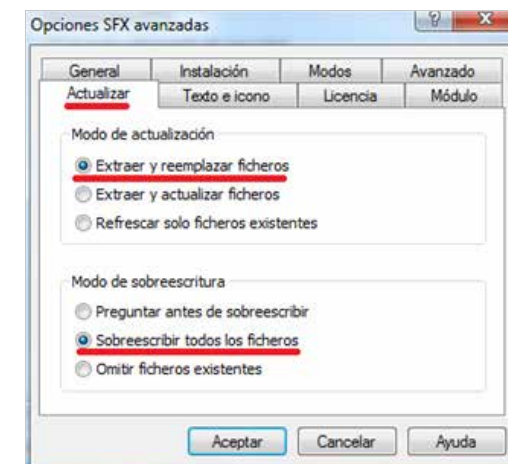 Opciones SFX avanzadas
General Instalación Modos Avanzado
Actualizar Texto e icono Licencia Módulo
Modo de actualización
Extraer y reemplazar ficheros
Extraer y actualizar ficheros
Refrescar solo ficheros existentes
Modo de sobreescritura
Preguntar antes de sobreescribir
Sobreescribir todos los ficheros
Omitir ficheros existentes
Aceptar Cancelar Ayuda